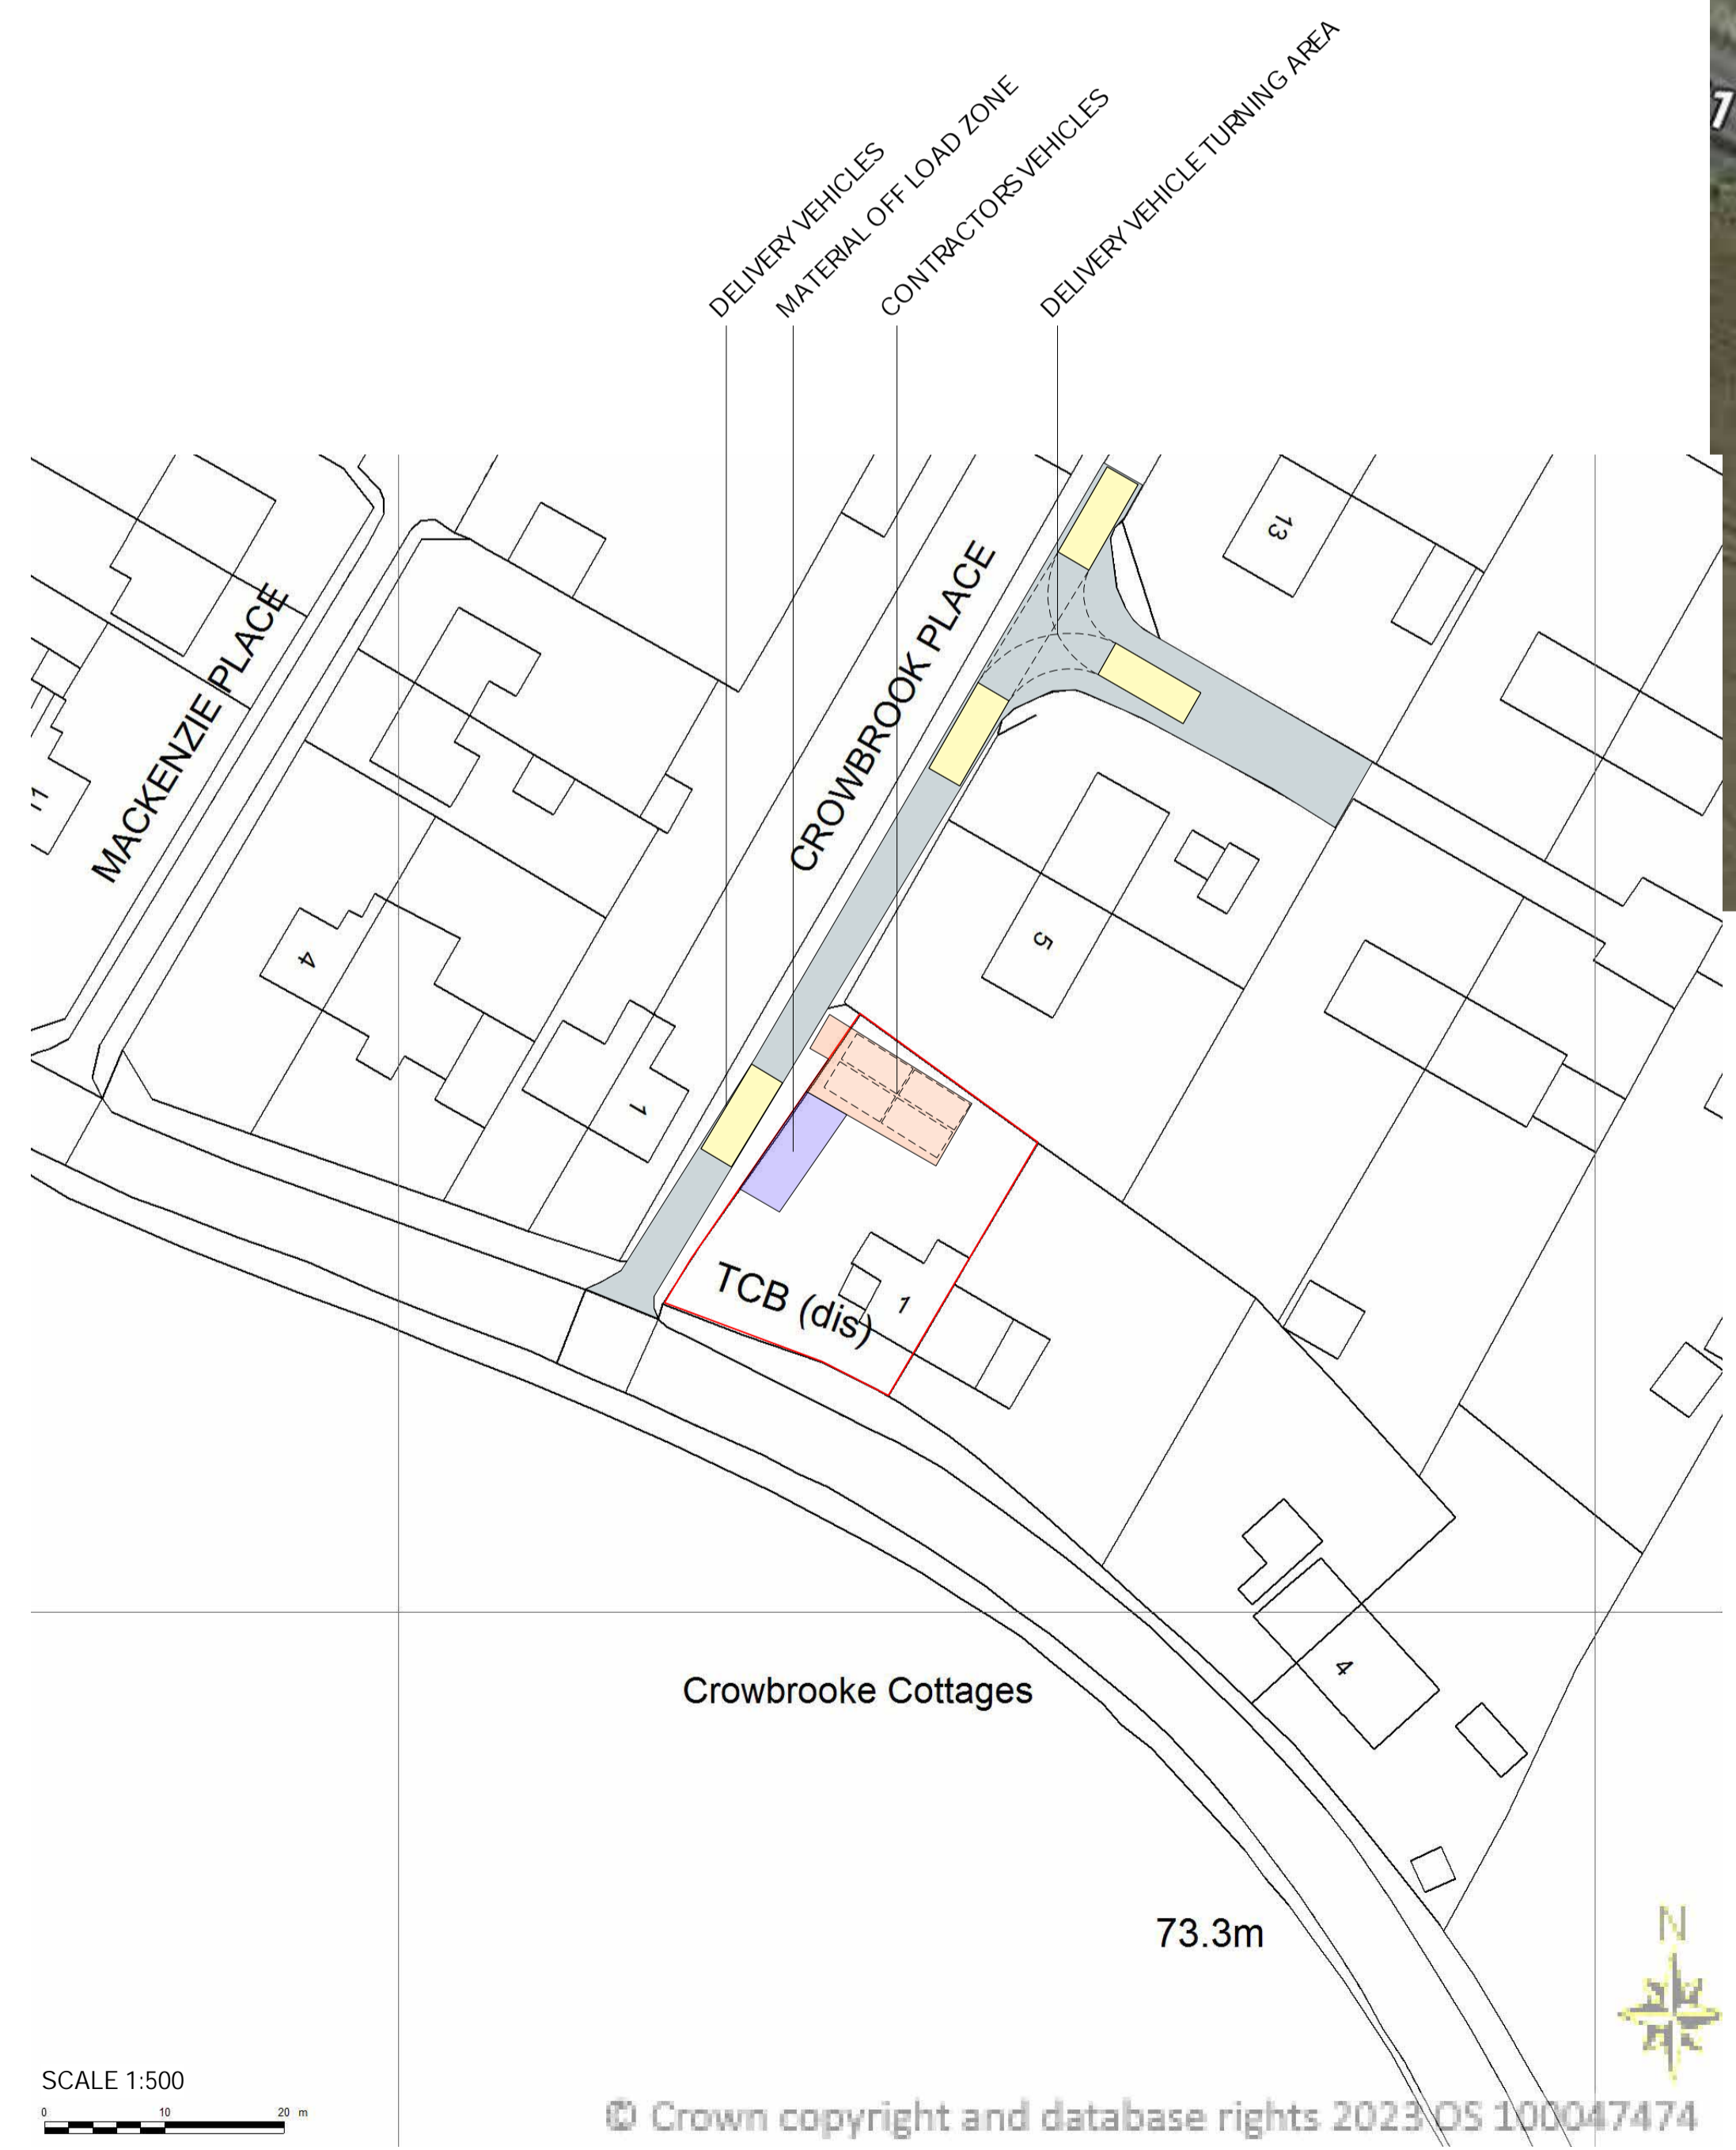 DELIVERY VEHICLES
MATERIAL OFF LOAD ZONE
CONTRACTORS VEHICLES
DELIVERY VEHICLE TURNING AREA
1
13
CROWBROOK PLACE
MACKENZIE PLACE
1
5
4
1
TCB (dis)
1
4
Crowbrooke Cottages
73.3m
N
SCALE 1:500
0 10 20 m
© Crown copyright and database rights 2023 OS 100047474